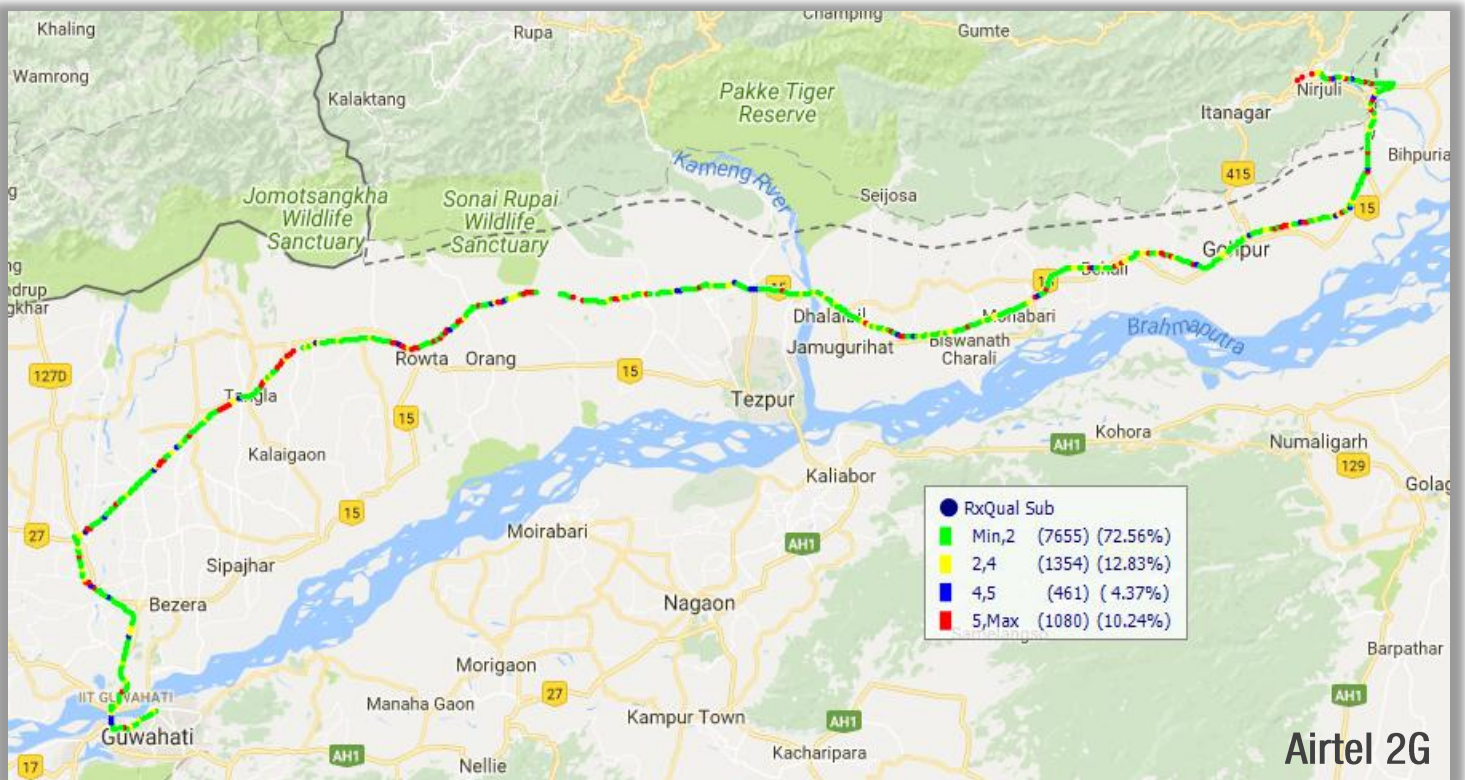 Khaling
Champing
Rupa
Gumte
Wamrong
Kalaktang
Pakke Tiger
Reserve
Nirjuli
Itanagar
Kameng River
Bihpuria
415
Jomotsangkha
Wildlife
Sanctuary
Sonai Rupai
Wildlife
Sanctuary
Seijosa
15
Gohpur
Dhalaibil
Monabari
Brahmaputra
Jamugurihat
Biswanath
Charali
Rowta
Orang
127D
15
Tangla
Tezpur
15
Kohora
AH1
Numaligarh
Kalaigaon
129
Kaliabor
Golag
RxQual Sub
Min,2 (7655) (72.56%)
2,4 (1354) (12.83%)
4,5 (461) ( 4.37%)
5,Max (1080) (10.24%)
15
27
Moirabari
AH1
Sipajhar
Bezera
Nagaon
Barpathar
Morigaon
IIT GUWAHATI
27
Manaha Gaon
AH1
Kampur Town
AH1
Guwahati
Kacharipara
Airtel 2G
17
AH1
Nellie